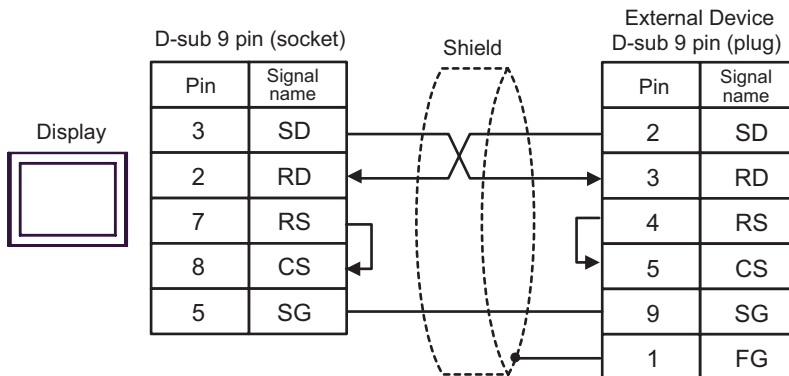 External Device
D-sub 9 pin (socket)
D-sub 9 pin (plug)
Shield
Display
Pin Signal name
3 SD
2 RD
7 RS
8 CS
5 SG
Pin Signal name
2 SD
3 RD
4 RS
5 CS
9 SG
1 FG